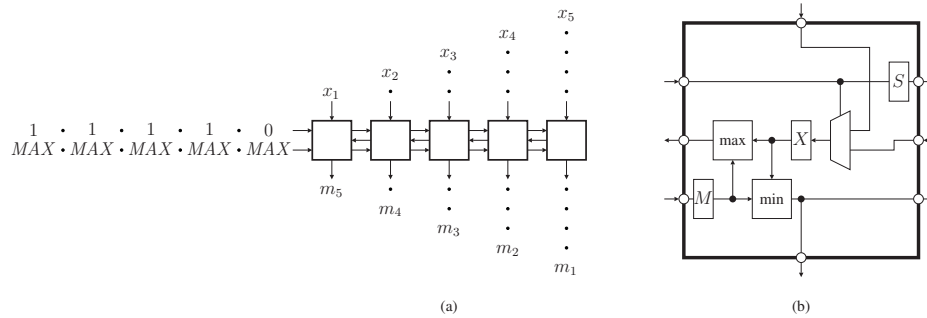 x5
x4
x3
x2
x1
1 • 1 • 1 • 1 • 0
MAX • MAX • MAX • MAX • MAX
m5
m4
m3
m2
m1
(a)
S
max
X
M
min
(b)